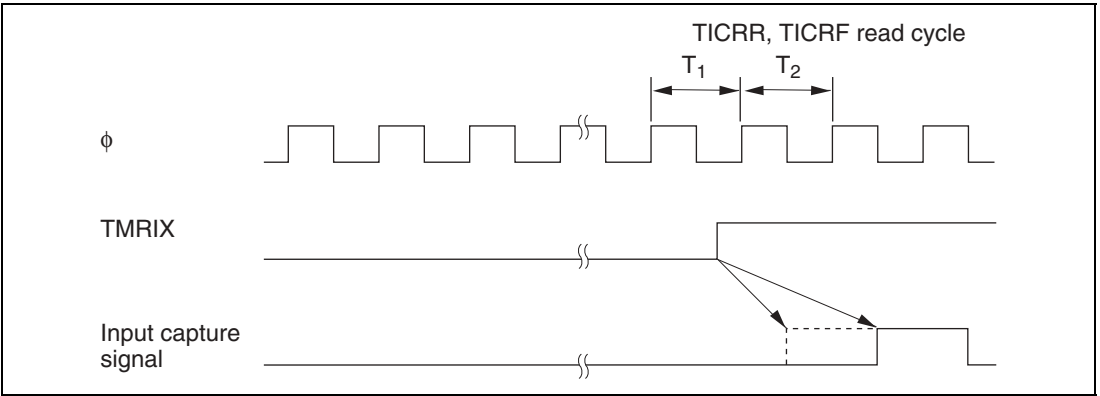 TICRR, TICRF read cycle
T1 T2
ϕ
TMRIX
Input capture
signal